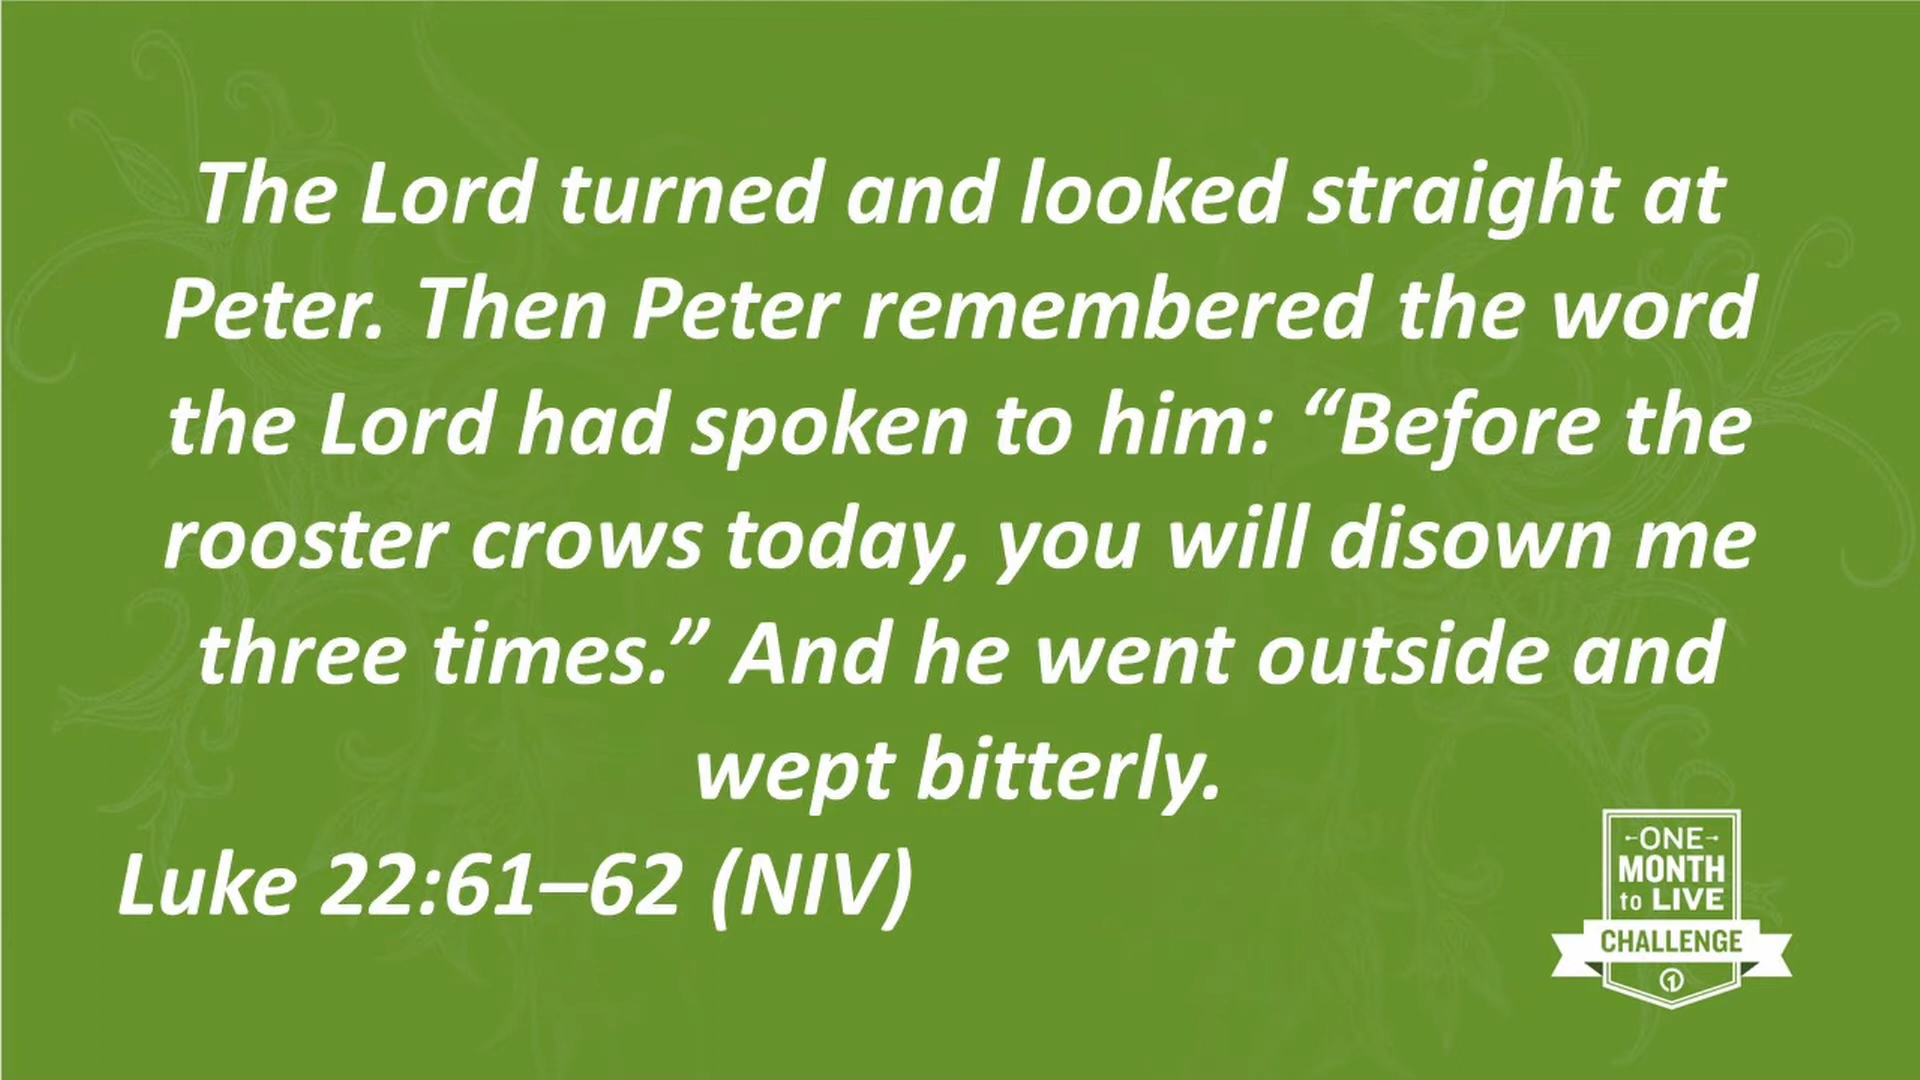 The Lord turned and looked straight at
Peter. Then Peter remembered the word
the Lord had spoken to him: “Before the
rooster crows today, you will disown me
three times.” And he went outside and
wept bitterly.
Luke 22:61–62 (NIV)
ONE
MONTH
to LIVE
CHALLENGE
1